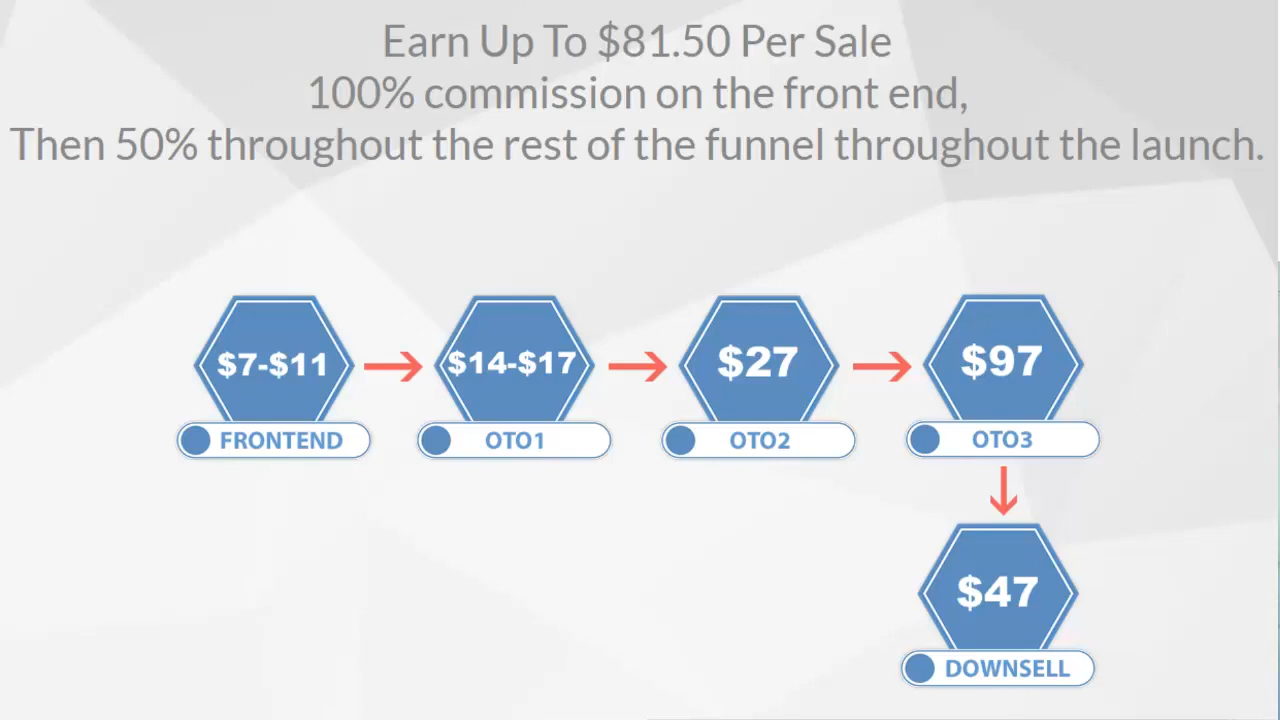 Earn Up To $81.50 Per Sale
100% commission on the front end,
Then 50% throughout the rest of the funnel throughout the launch.
$7-$11
FRONTEND
$14-$17
OTO1
$27
OTO2
$97
OTO3
$47
DOWNSELL